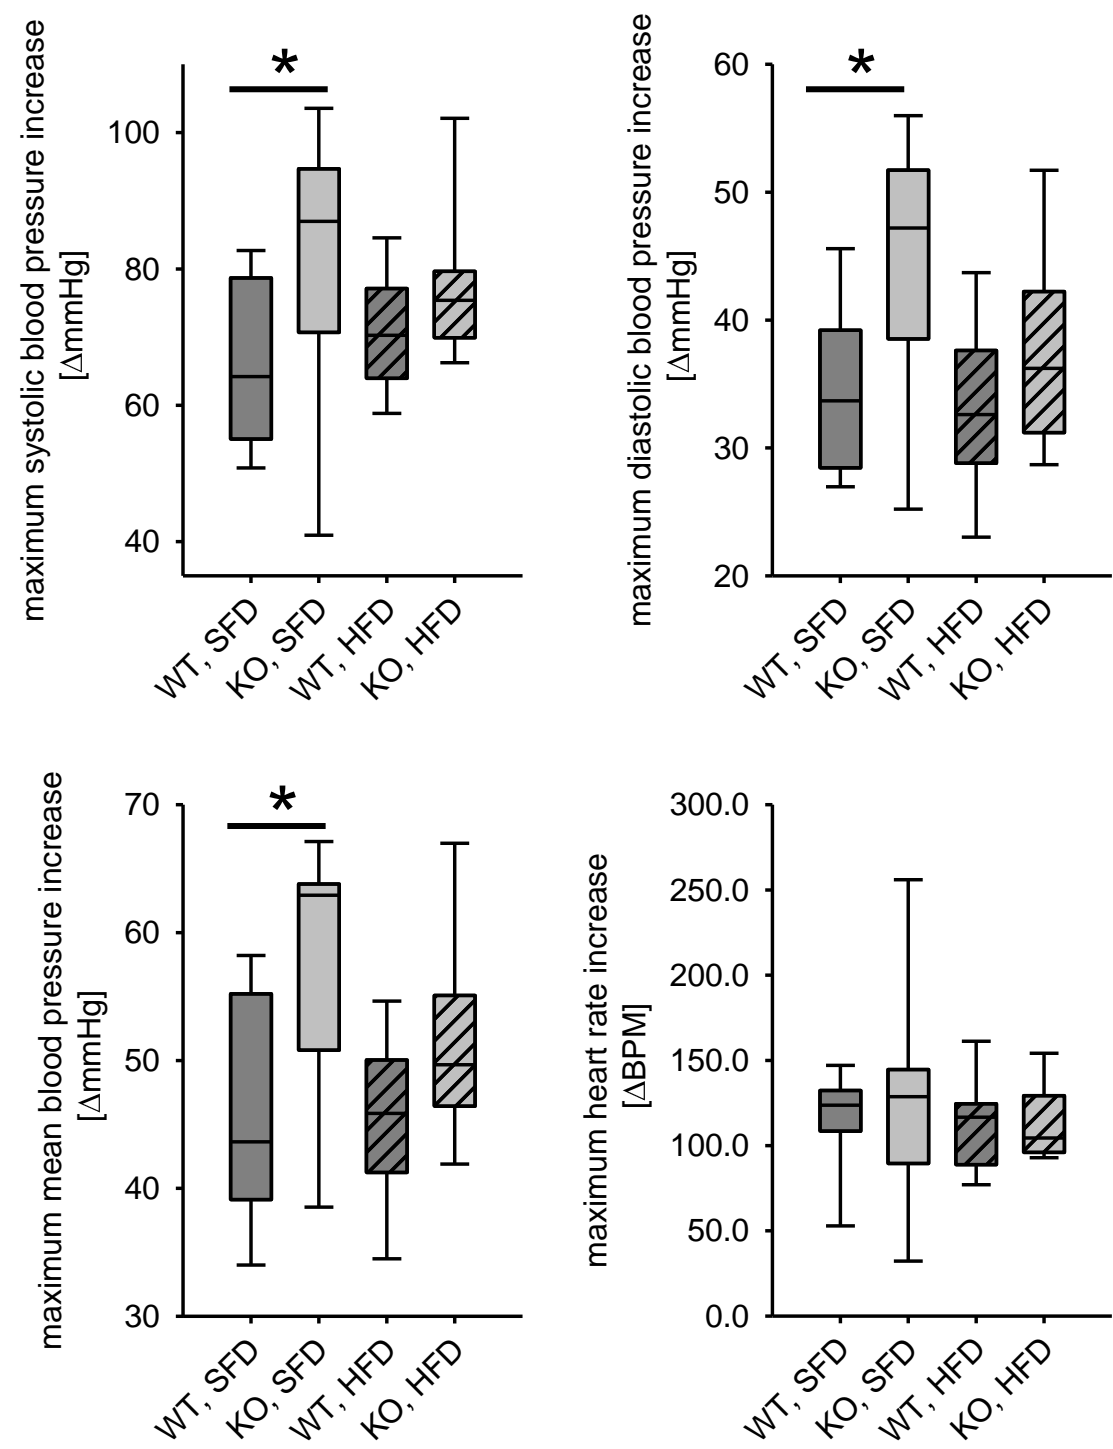 maximum systolic blood pressure increase
[ΔmmHg]
*
100
80
60
40
WT, SFD
KO, SFD
WT, HFD
KO, HFD
maximum diastolic blood pressure increase
[ΔmmHg]
*
60
50
40
30
20
WT, SFD
KO, SFD
WT, HFD
KO, HFD
maximum mean blood pressure increase
[ΔmmHg]
*
70
60
50
40
30
WT, SFD
KO, SFD
WT, HFD
KO, HFD
maximum heart rate increase
[ΔBPM]
300.0
250.0
200.0
150.0
100.0
50.0
0.0
WT, SFD
KO, SFD
WT, HFD
KO, HFD